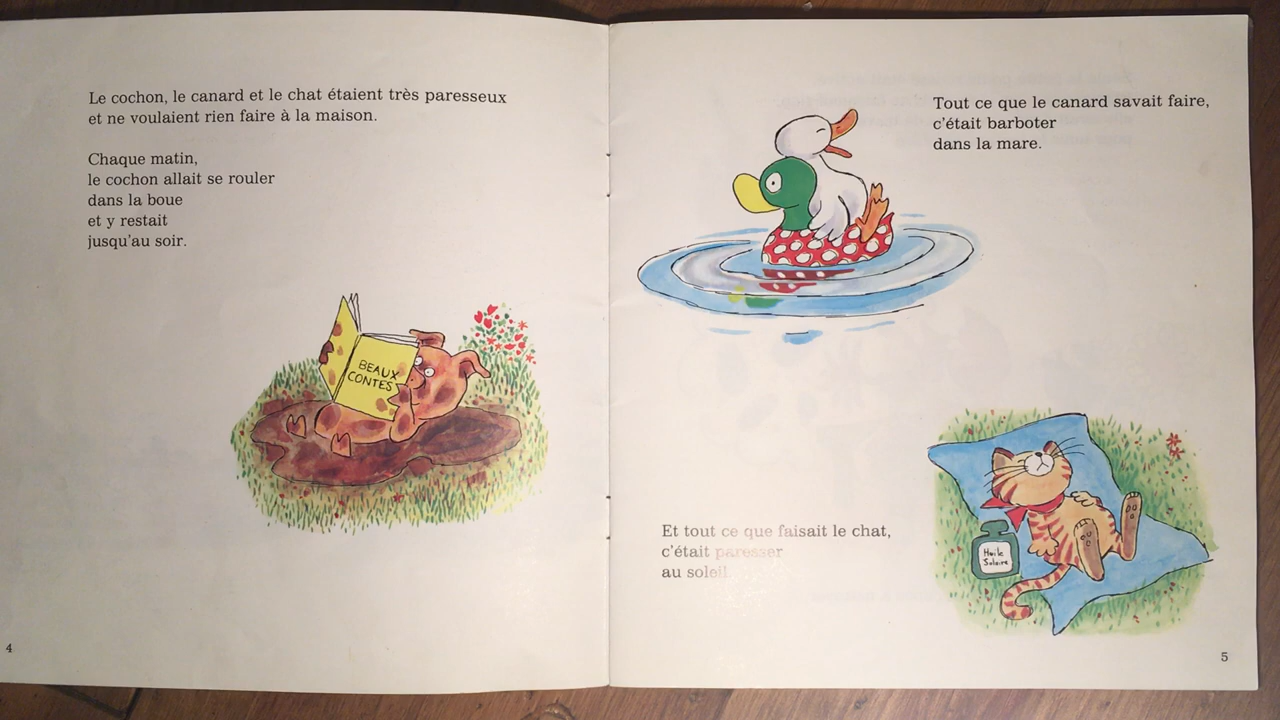 Le cochon, le canard et le chat étaient très paresseux
et ne voulaient rien faire à la maison.
Chaque matin,
le cochon allait se rouler
dans la boue
et y restait
jusqu'au soir.
BEAUX
CONTES
4
Tout ce que le canard savait faire,
c'était barboter
dans la mare.
Et tout ce que faisait le chat,
c'était paresser
au soleil.
Huile
Solaire
5